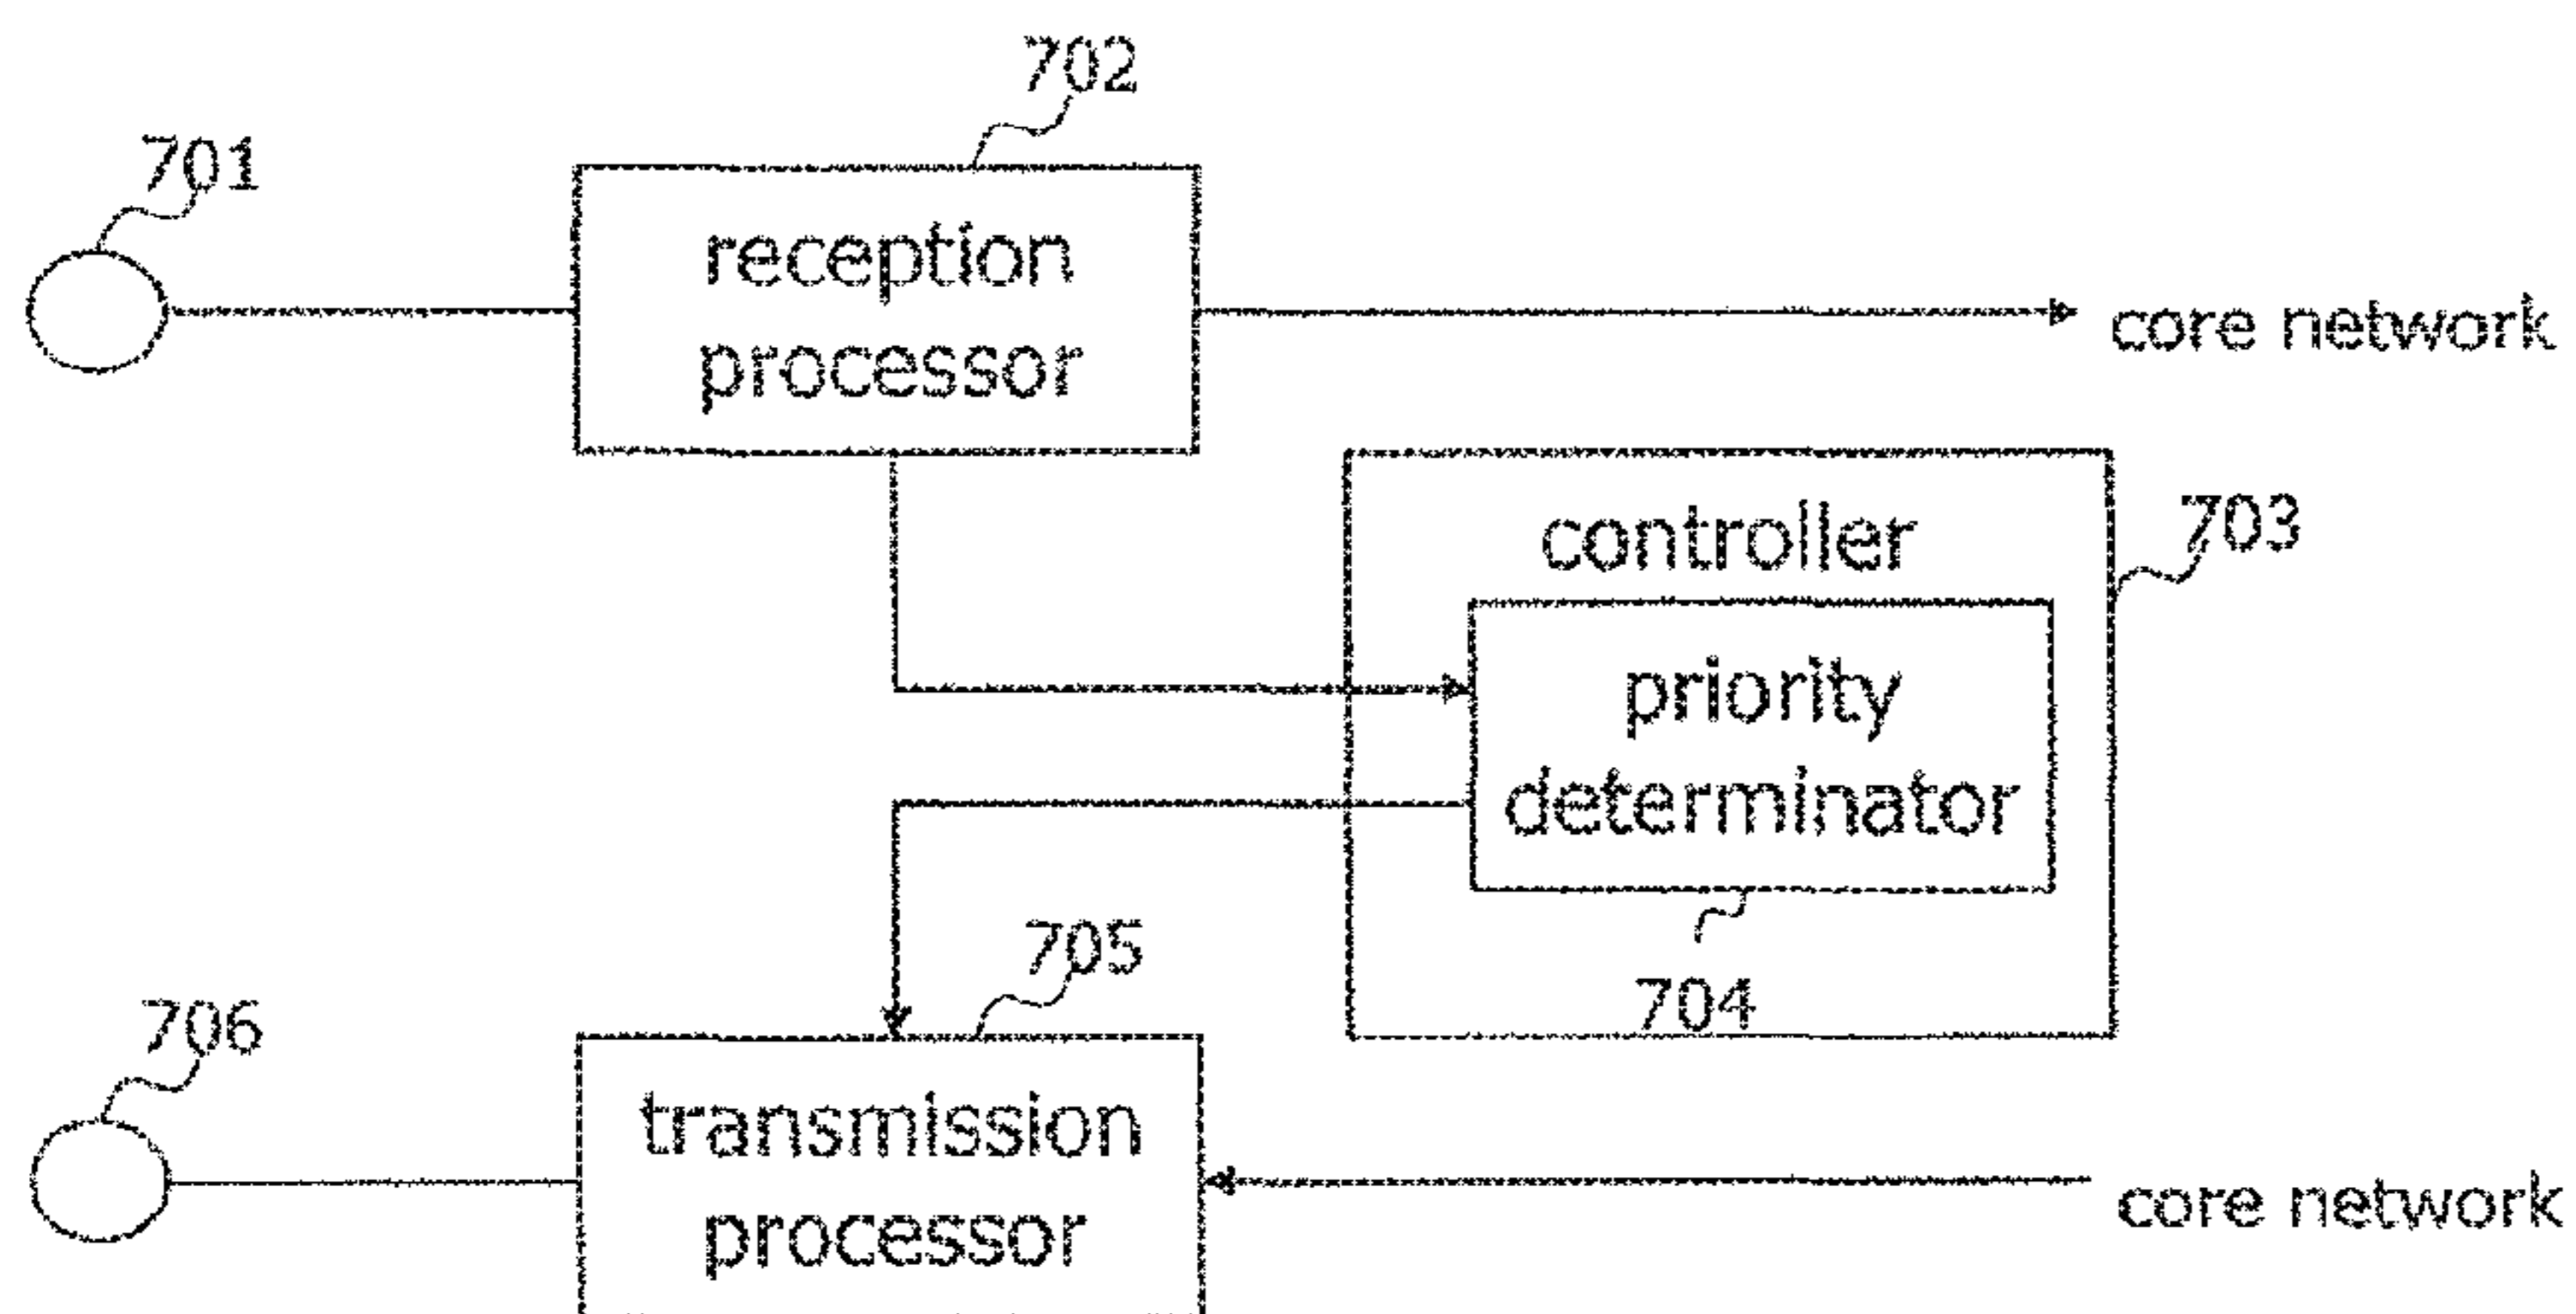 702
701
reception
processor
core network
controller
703
priority
determinator
704
705
706
transmission
processor
core network